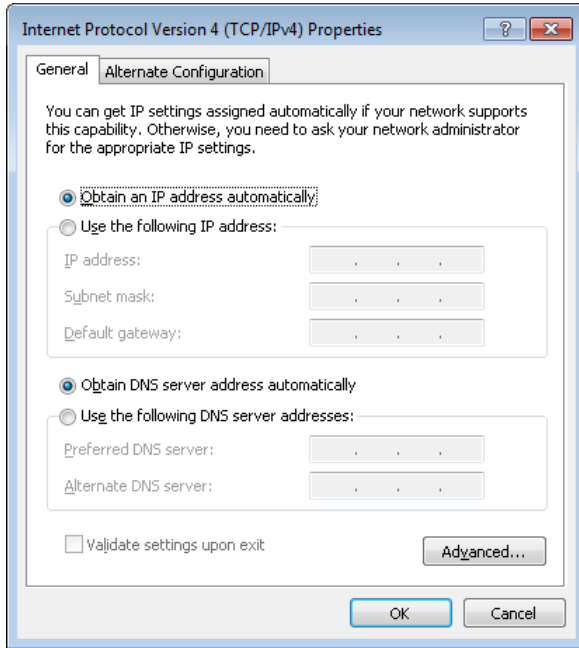 Internet Protocol Version 4 (TCP/IPv4) Properties
?
General
Alternate Configuration
You can get IP settings assigned automatically if your network supports
this capability. Otherwise, you need to ask your network administrator
for the appropriate IP settings.
Obtain an IP address automatically
Use the following IP address:
IP address:
. . .
Subnet mask:
. . .
Default gateway:
. . .
Obtain DNS server address automatically
Use the following DNS server addresses:
Preferred DNS server:
. . .
Alternate DNS server:
. . .
Validate settings upon exit
Advanced...
OK
Cancel